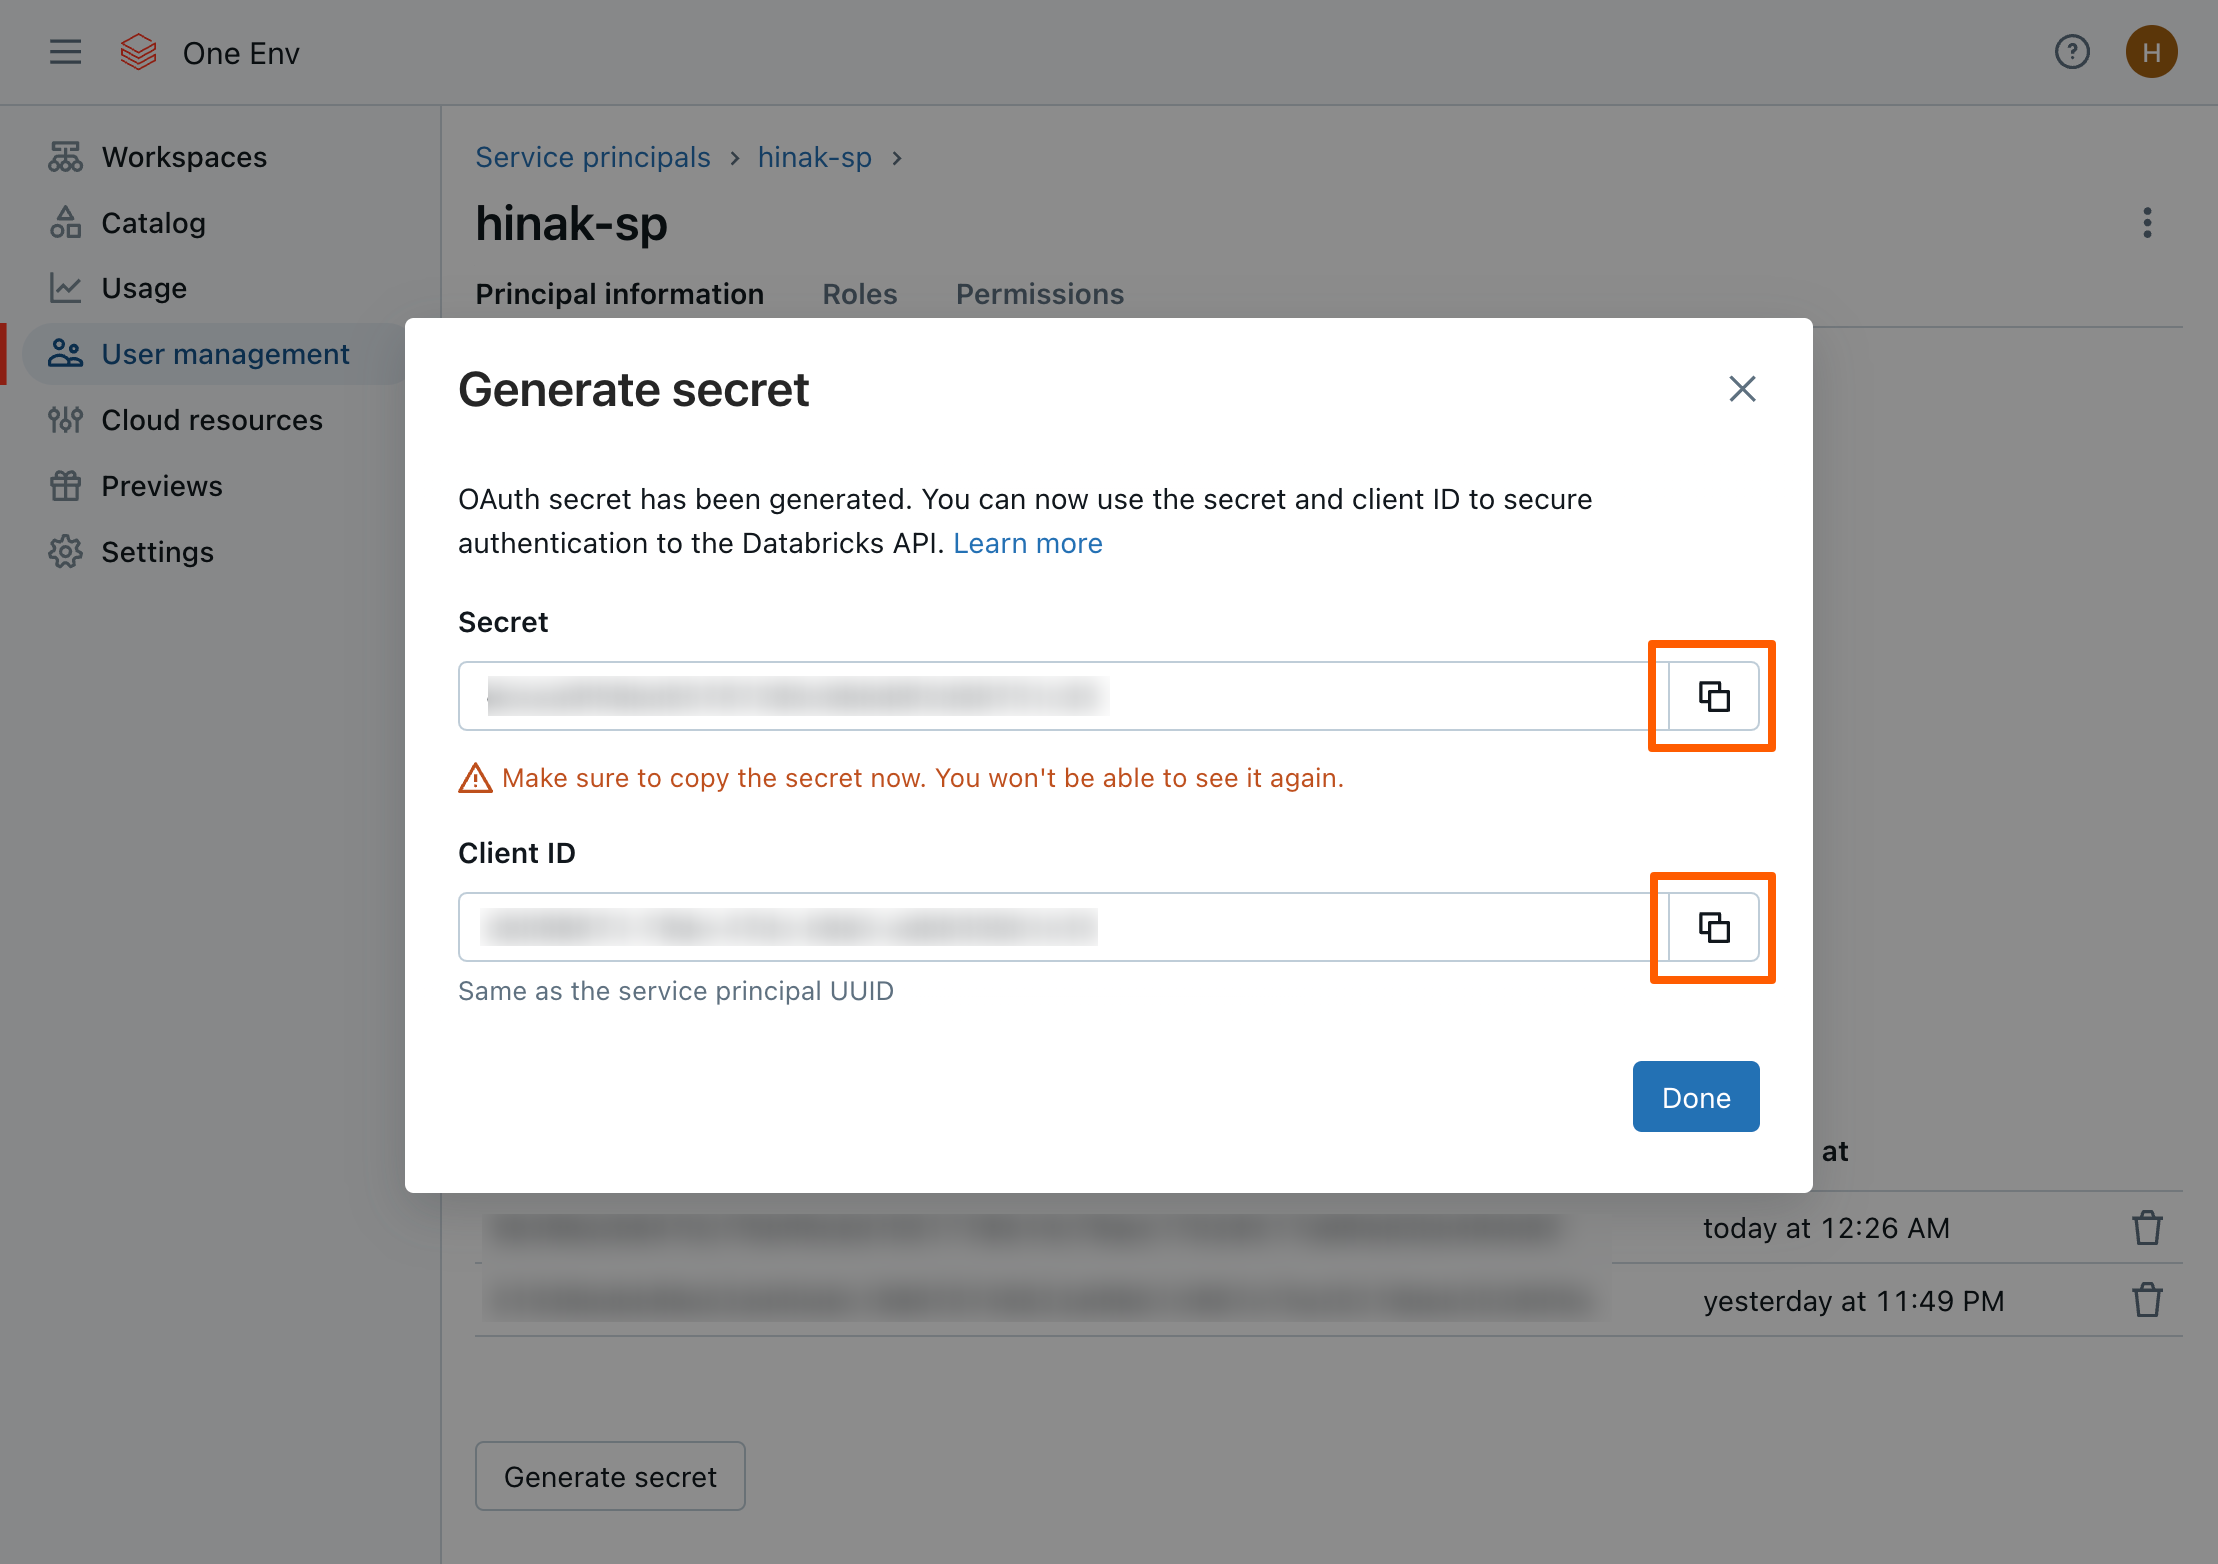 One Env
?
H
Workspaces
Catalog
Usage
User management
Cloud resources
Previews
Settings
Service principals > hinak-sp >
hinak-sp
Principal information Roles Permissions
Generate secret
OAuth secret has been generated. You can now use the secret and client ID to secure
authentication to the Databricks API. Learn more
Secret
Make sure to copy the secret now. You won't be able to see it again.
Client ID
Same as the service principal UUID
Done
at
today at 12:26 AM
yesterday at 11:49 PM
Generate secret